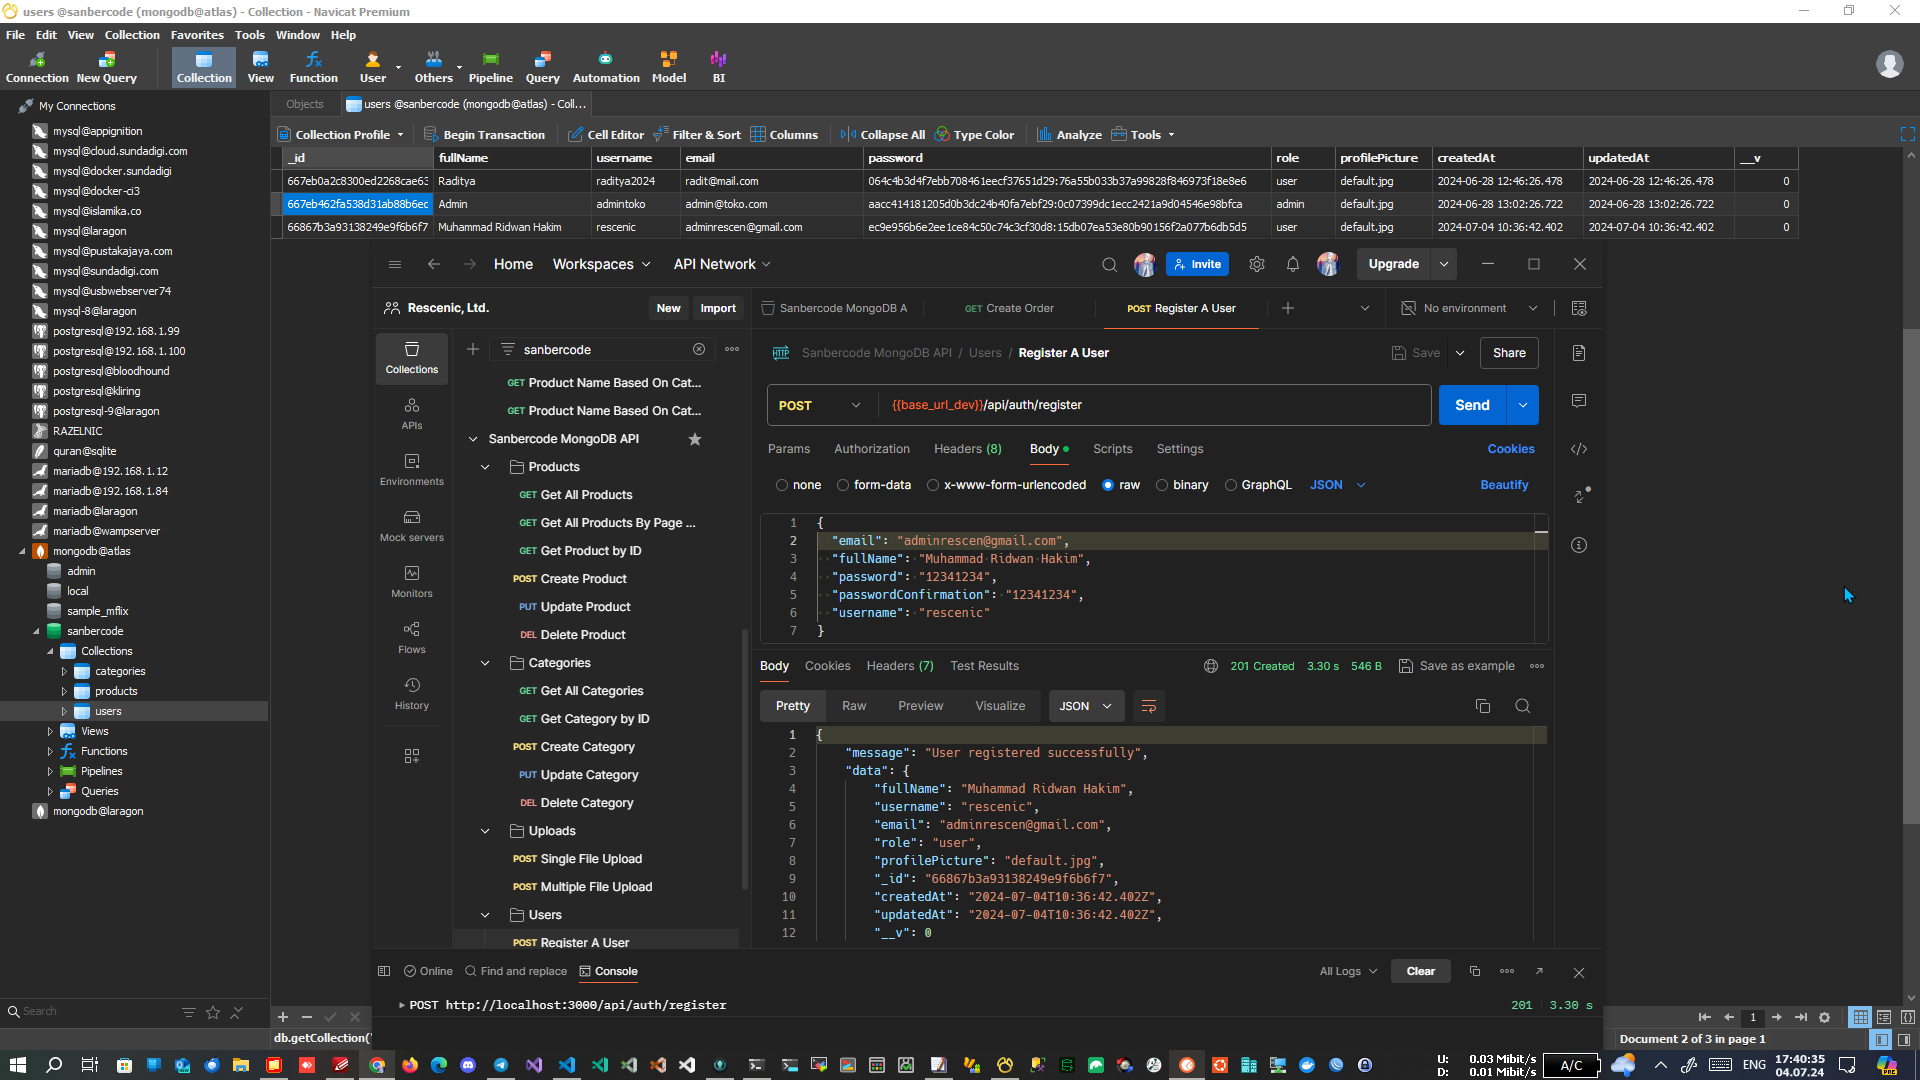 users @sanbercode (mongodb@atlas) - Collection - Navicat Premium
File Edit View Collection Favorites Tools Window Help
Connection New Query Collection View Function User Others Pipeline Query Automation Model BI
My Connections
mysql@appignition
mysql@cloud.sundadigi.com
mysql@docker.sundadigi
mysql@docker-ci3
mysql@islamika.co
mysql@laragon
mysql@pustakajaya.com
mysql@sundadigi.com
mysql@usbwebserver74
mysql-8@laragon
postgresql@192.168.1.99
postgresql@192.168.1.100
postgresql@bloodhound
postgresql@kliring
postgresql-9@laragon
RAZELNIC
quran@sqlite
mariadb@192.168.1.12
mariadb@192.168.1.84
mariadb@laragon
mariadb@wampserver
mongodb@atlas
admin
local
sample_mflix
sanbercode
Collections
categories
products
users
Views
Functions
Pipelines
Queries
mongodb@laragon
Search
Objects users @sanbercode (mongodb@atlas) - Coll...
Collection Profile Begin Transaction Cell Editor Filter & Sort Columns Collapse All Type Color Analyze Tools
_id fullName username email password role profilePicture createdAt updatedAt __v
667eb0a2c8300ed2268cae63 Raditya raditya2024 radit@mail.com 064c4b3d4f7ebb708461eecf37651d29:76a55b033b37a99828f846973f18e8e6 user default.jpg 2024-06-28 12:46:26.478 2024-06-28 12:46:26.478 0
667eb462fa538d31ab88b6ec Admin admintoko admin@toko.com aacc414181205d0b3dc24b40fa7ebf29:0c07399dc1ecc2421a9d04546e98bfca admin default.jpg 2024-06-28 13:02:26.722 2024-06-28 13:02:26.722 0
66867b3a93138249e9f6b6f7 Muhammad Ridwan Hakim rescenic adminrescen@gmail.com ec9e956b6e2ee1ce84c50c74c3cf30d8:15db07ea53e80b90156f2a077b6db5d5 user default.jpg 2024-07-04 10:36:42.402 2024-07-04 10:36:42.402 0
Home Workspaces API Network Invite Upgrade
Rescenic, Ltd. New Import
Sanbercode MongoDB A GET Create Order POST Register A User No environment
Collections
APIs
Environments
Mock servers
Monitors
Flows
History
sanbercode
GET Product Name Based On Cat...
GET Product Name Based On Cat...
Sanbercode MongoDB API
Products
GET Get All Products
GET Get All Products By Page ...
GET Get Product by ID
POST Create Product
PUT Update Product
DEL Delete Product
Categories
GET Get All Categories
GET Get Category by ID
POST Create Category
PUT Update Category
DEL Delete Category
Uploads
POST Single File Upload
POST Multiple File Upload
Users
POST Register A User
HTTP Sanbercode MongoDB API / Users / Register A User Save Share
POST {{base_url_dev}}/api/auth/register Send
Params Authorization Headers (8) Body Scripts Settings Cookies
none form-data x-www-form-urlencoded raw binary GraphQL JSON Beautify
1 {
2 "email": "adminrescen@gmail.com",
3 "fullName": "Muhammad Ridwan Hakim",
4 "password": "12341234",
5 "passwordConfirmation": "12341234",
6 "username": "rescenic"
7 }
Body Cookies Headers (7) Test Results 201 Created 3.30 s 546 B Save as example
Pretty Raw Preview Visualize JSON
1 {
2 "message": "User registered successfully",
3 "data": {
4 "fullName": "Muhammad Ridwan Hakim",
5 "username": "rescenic",
6 "email": "adminrescen@gmail.com",
7 "role": "user",
8 "profilePicture": "default.jpg",
9 "_id": "66867b3a93138249e9f6b6f7",
10 "createdAt": "2024-07-04T10:36:42.402Z",
11 "updatedAt": "2024-07-04T10:36:42.402Z",
12 "__v": 0
Online Find and replace Console All Logs Clear
POST http://localhost:3000/api/auth/register 201 3.30 s
1
db.getCollection(' Document 2 of 3 in page 1
U: 0.03 Mibit/s
D: 0.01 Mibit/s
A/C
ENG
17:40:35
04.07.24